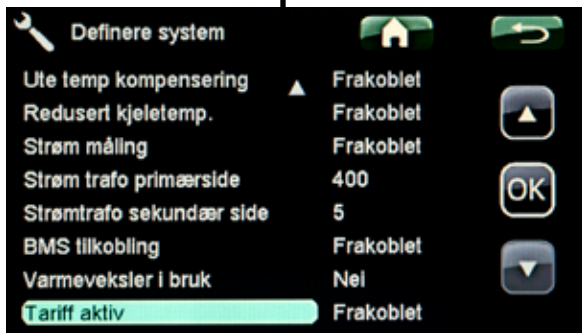 Definere system
Ute temp kompensering Frakoblet
Redusert kjeletemp. Frakoblet
Strøm måling Frakoblet
Strøm trafo primærside 400
Strømtrafo sekundær side 5
BMS tilkobling Frakoblet
Varmeveksler i bruk Nei
Tariff aktiv Frakoblet
OK